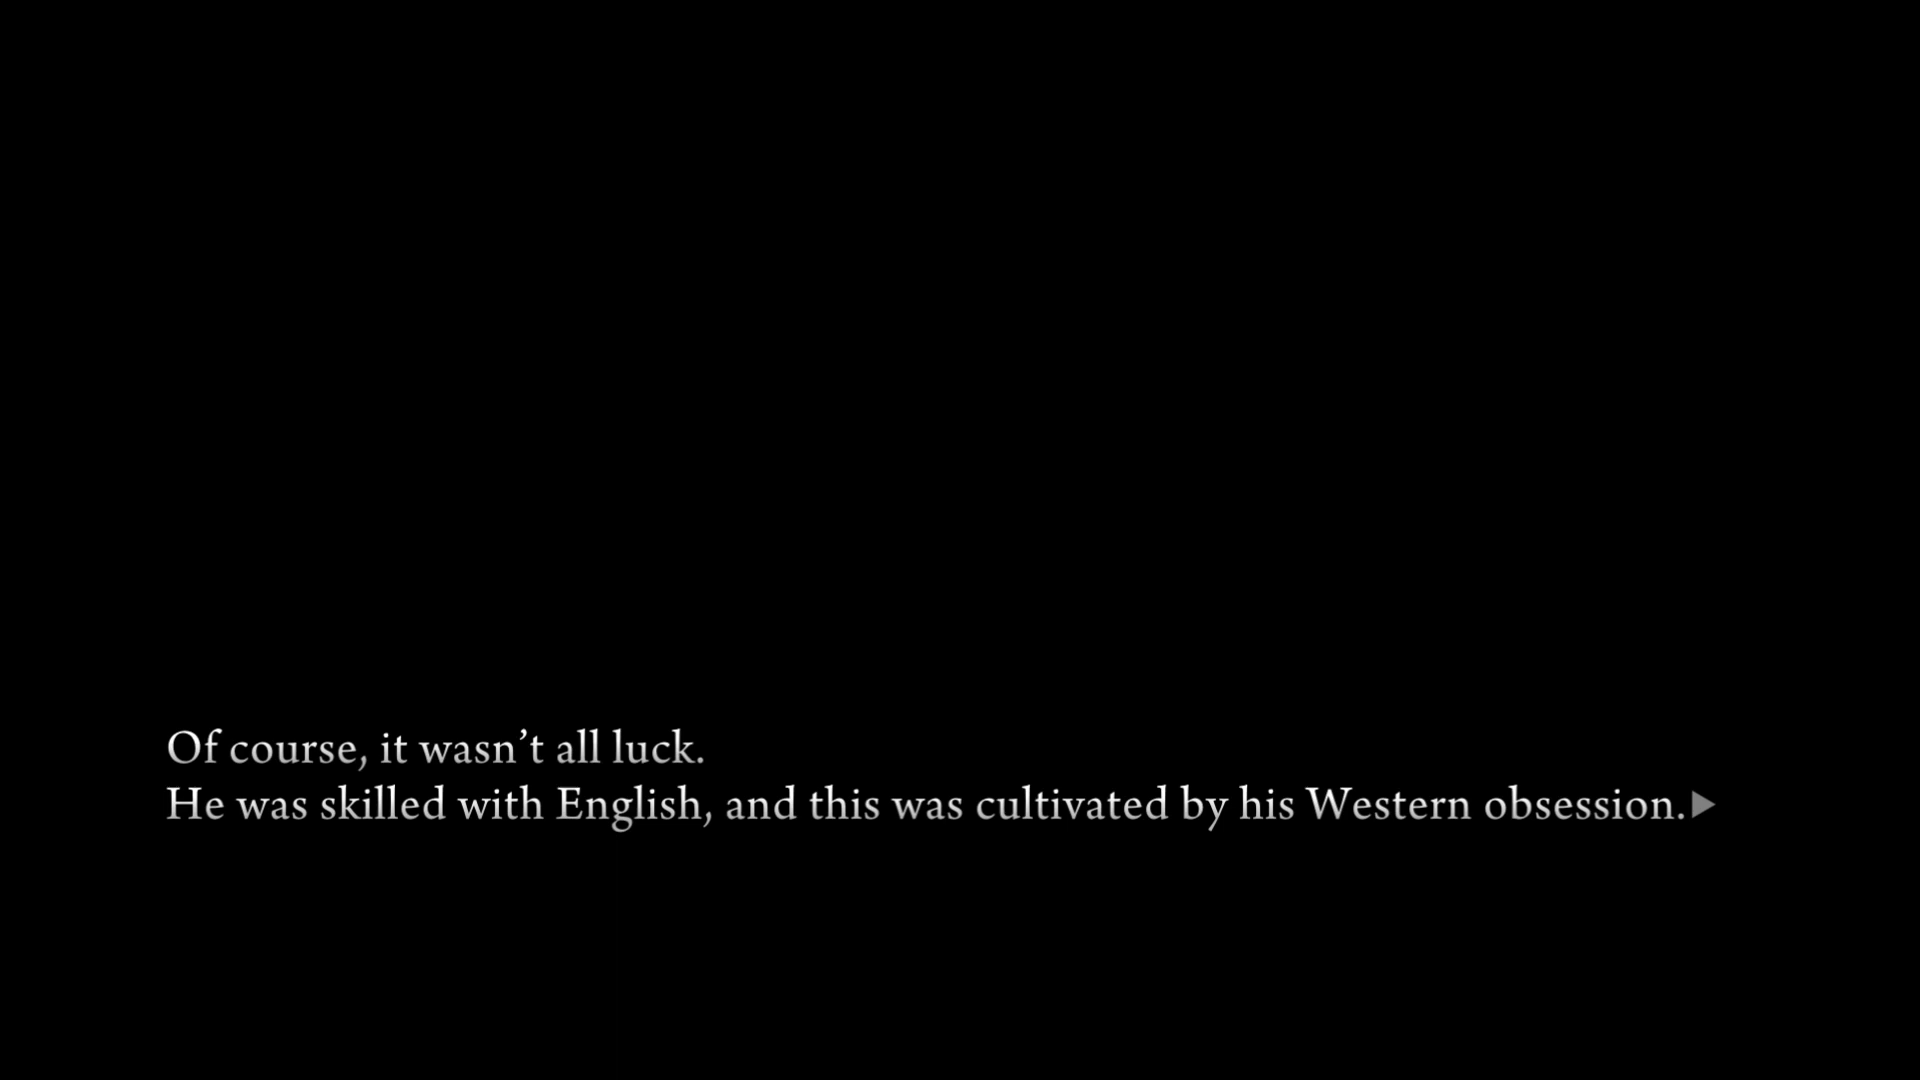 Of course, it wasn’t all luck.
He was skilled with English, and this was cultivated by his Western obsession.